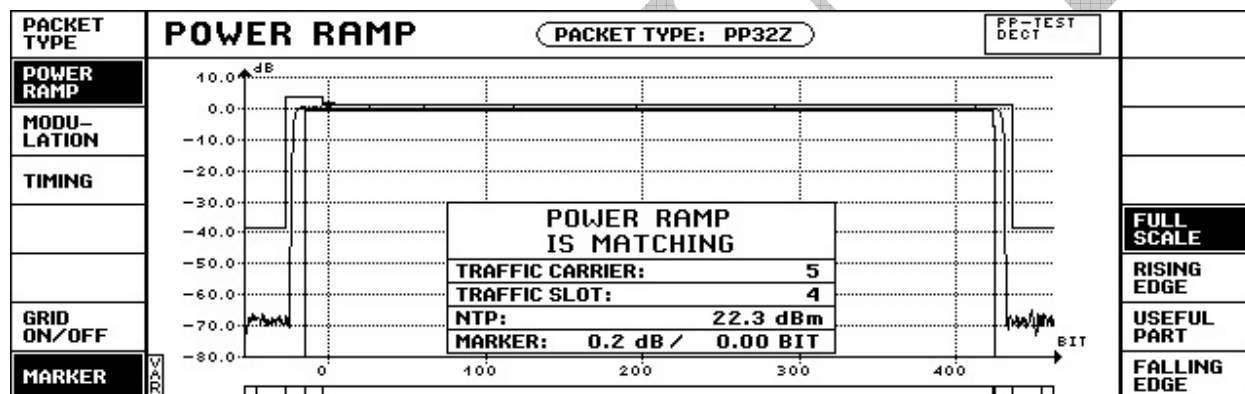 PACKET
TYPE
POWER RAMP
PACKET TYPE: PP32Z
PP-TEST
DECT
POWER
RAMP
MODU-
LATION
TIMING
GRID
ON/OFF
MARKER
dB
10.0
0.0
-10.0
-20.0
-30.0
-40.0
-50.0
-60.0
-70.0
-80.0
POWER RAMP
IS MATCHING
TRAFFIC CARRIER: 5
TRAFFIC SLOT: 4
NTP: 22.3 dBm
MARKER: 0.2 dB / 0.00 BIT
BIT
0 100 200 300 400
FULL
SCALE
RISING
EDGE
USEFUL
PART
FALLING
EDGE